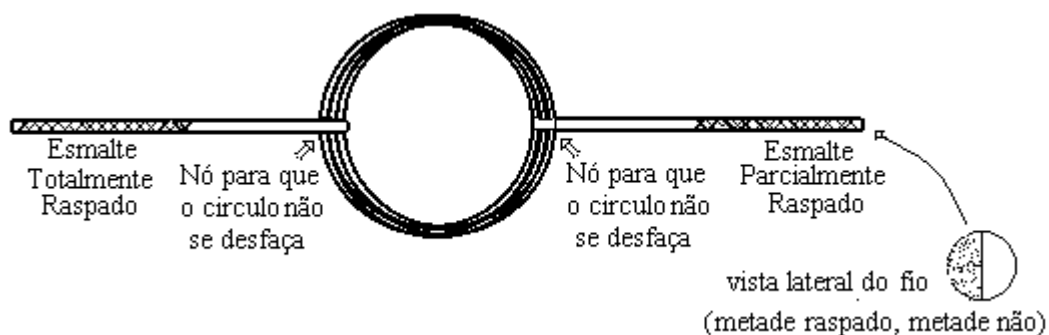 Esmalte
Totalmente
Raspado
Nó para que
o circulo não
se desfaça
Nó para que
o circulo não
se desfaça
Esmalte
Parcialmente
Raspado
vista lateral do fio
(metade raspado, metade não)